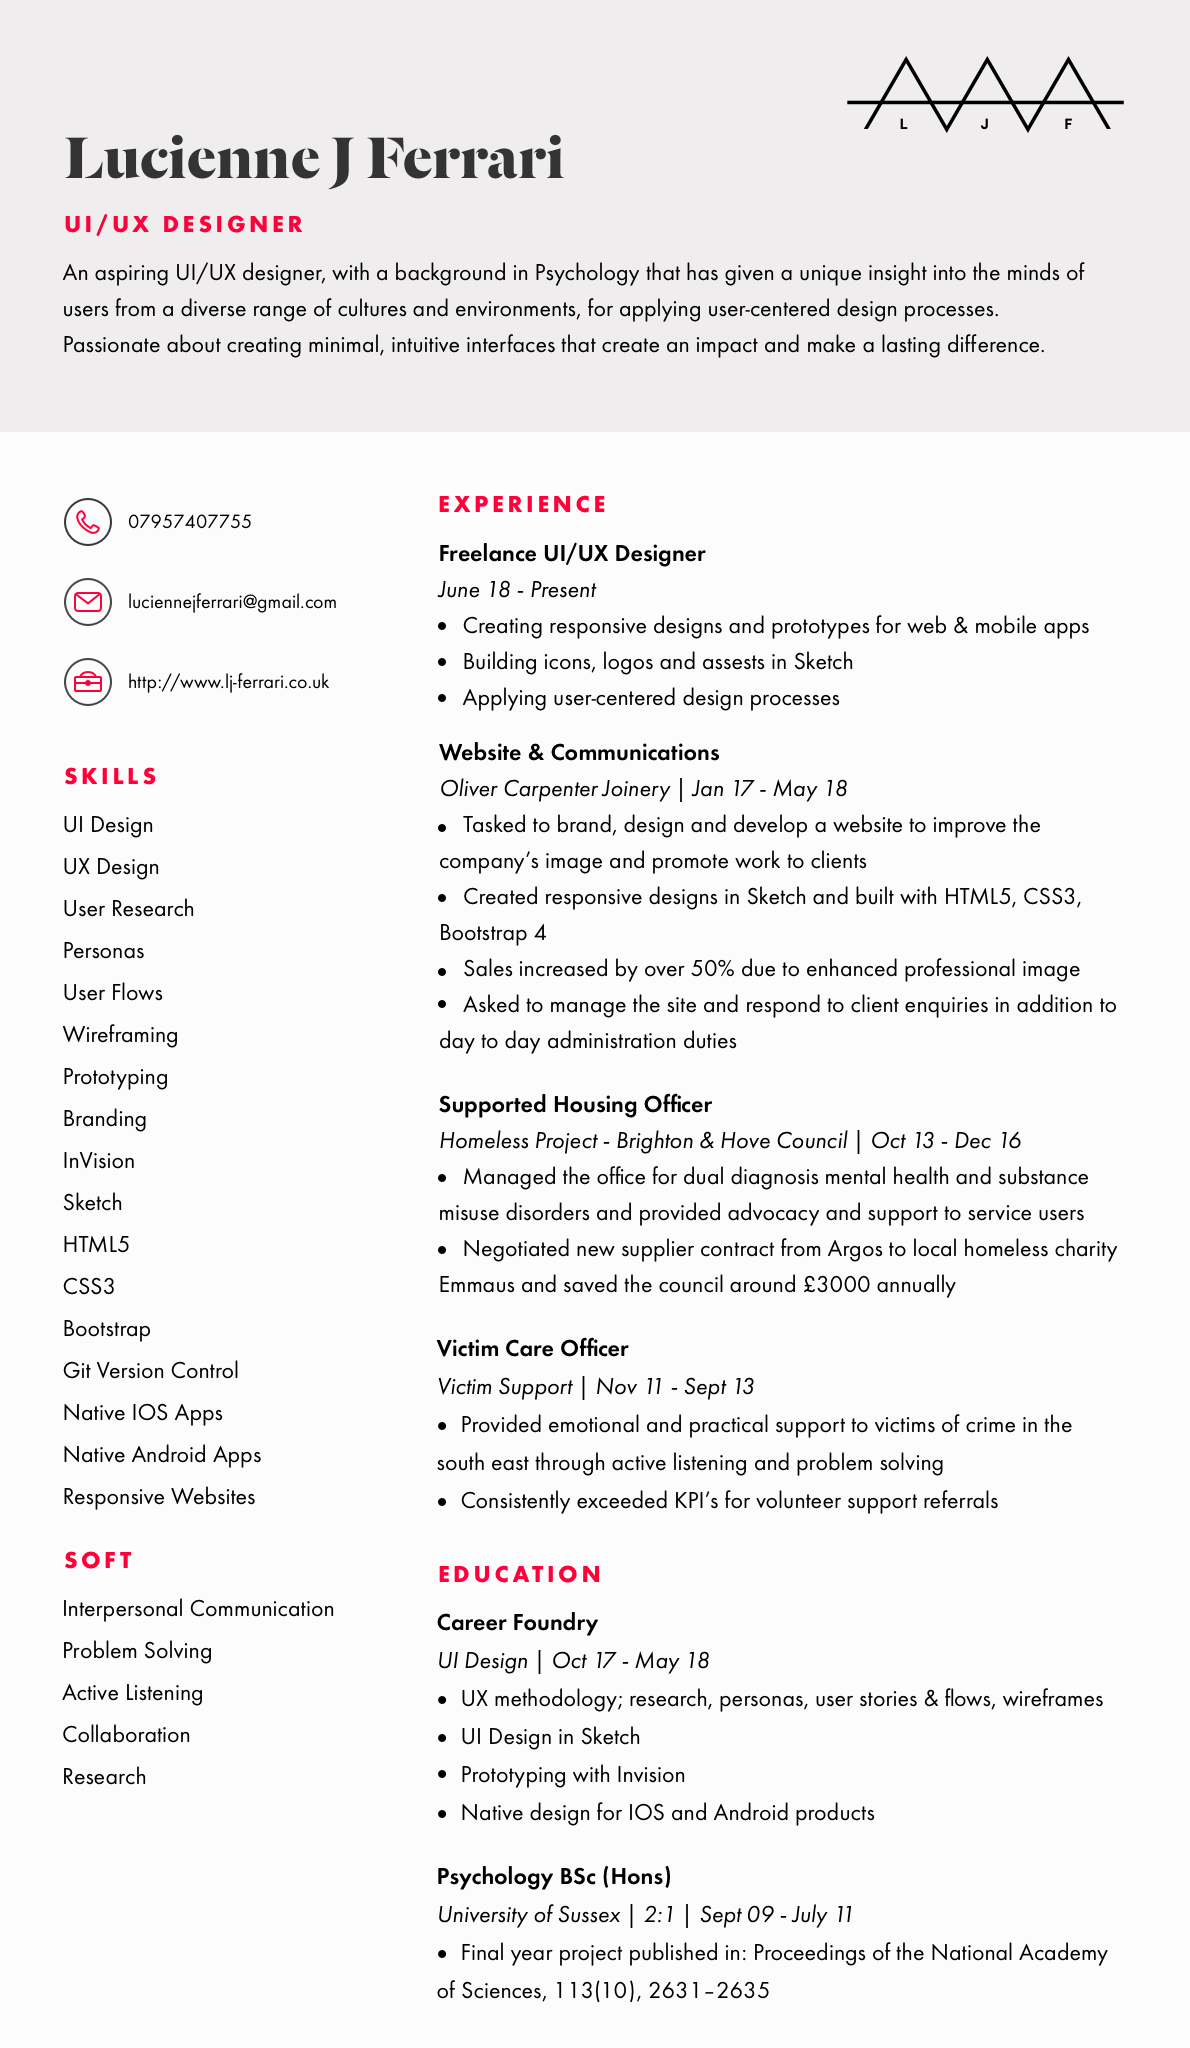 L J F
Lucienne J Ferrari
UI/UX DESIGNER
An aspiring UI/UX designer, with a background in Psychology that has given a unique insight into the minds of
users from a diverse range of cultures and environments, for applying user-centered design processes.
Passionate about creating minimal, intuitive interfaces that create an impact and make a lasting difference.
07957407755
luciennejferrari@gmail.com
http://www.lj-ferrari.co.uk
SKILLS
UI Design
UX Design
User Research
Personas
User Flows
Wireframing
Prototyping
Branding
InVision
Sketch
HTML5
CSS3
Bootstrap
Git Version Control
Native IOS Apps
Native Android Apps
Responsive Websites
SOFT
Interpersonal Communication
Problem Solving
Active Listening
Collaboration
Research
EXPERIENCE
Freelance UI/UX Designer
June 18 - Present
• Creating responsive designs and prototypes for web & mobile apps
• Building icons, logos and assests in Sketch
• Applying user-centered design processes
Website & Communications
Oliver Carpenter Joinery | Jan 17 - May 18
• Tasked to brand, design and develop a website to improve the
company's image and promote work to clients
• Created responsive designs in Sketch and built with HTML5, CSS3,
Bootstrap 4
• Sales increased by over 50% due to enhanced professional image
• Asked to manage the site and respond to client enquiries in addition to
day to day administration duties
Supported Housing Officer
Homeless Project - Brighton & Hove Council | Oct 13 - Dec 16
• Managed the office for dual diagnosis mental health and substance
misuse disorders and provided advocacy and support to service users
• Negotiated new supplier contract from Argos to local homeless charity
Emmaus and saved the council around £3000 annually
Victim Care Officer
Victim Support | Nov 11 - Sept 13
• Provided emotional and practical support to victims of crime in the
south east through active listening and problem solving
• Consistently exceeded KPI's for volunteer support referrals
EDUCATION
Career Foundry
UI Design | Oct 17 - May 18
• UX methodology; research, personas, user stories & flows, wireframes
• UI Design in Sketch
• Prototyping with Invision
• Native design for IOS and Android products
Psychology BSc (Hons)
University of Sussex | 2:1 | Sept 09 - July 11
• Final year project published in: Proceedings of the National Academy
of Sciences, 113(10), 2631–2635